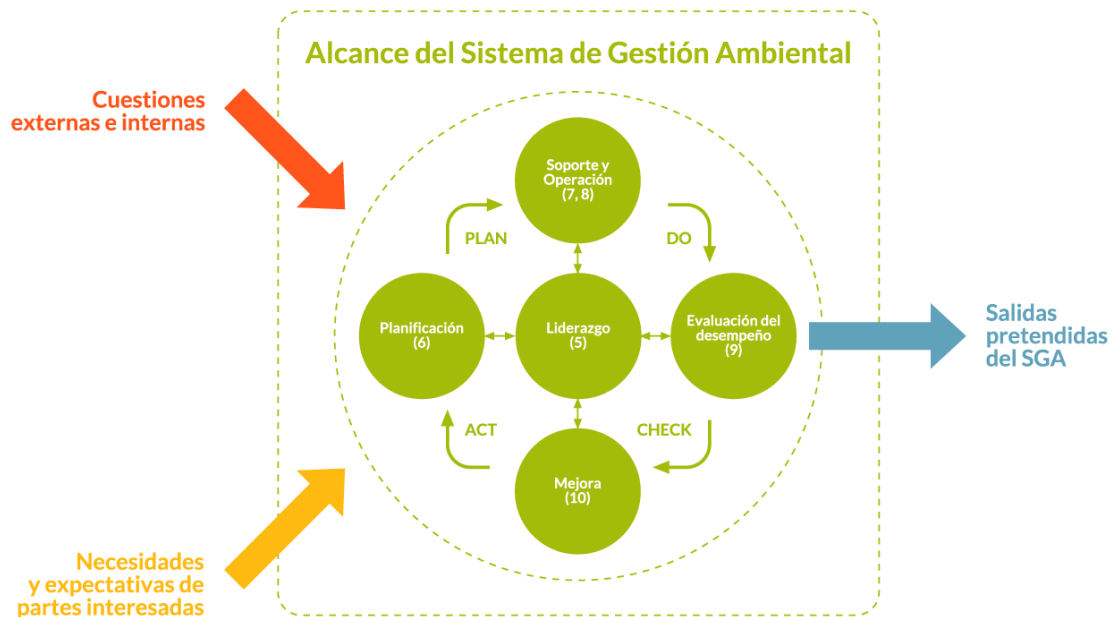 Alcance del Sistema de Gestión Ambiental
Cuestiones
externas e internas
Soporte y
Operación
(7, 8)
PLAN
DO
Planificación
(6)
Liderazgo
(5)
Evaluación del
desempeño
(9)
Salidas
pretendidas
del SGA
ACT
CHECK
Mejora
(10)
Necesidades
y expectativas de
partes interesadas